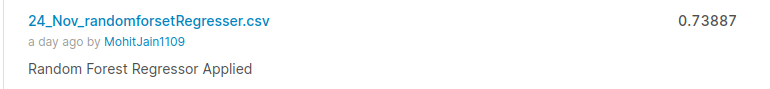 24_Nov_randomforsetRegresser.csv 0.73887
a day ago by MohitJain1109
Random Forest Regressor Applied